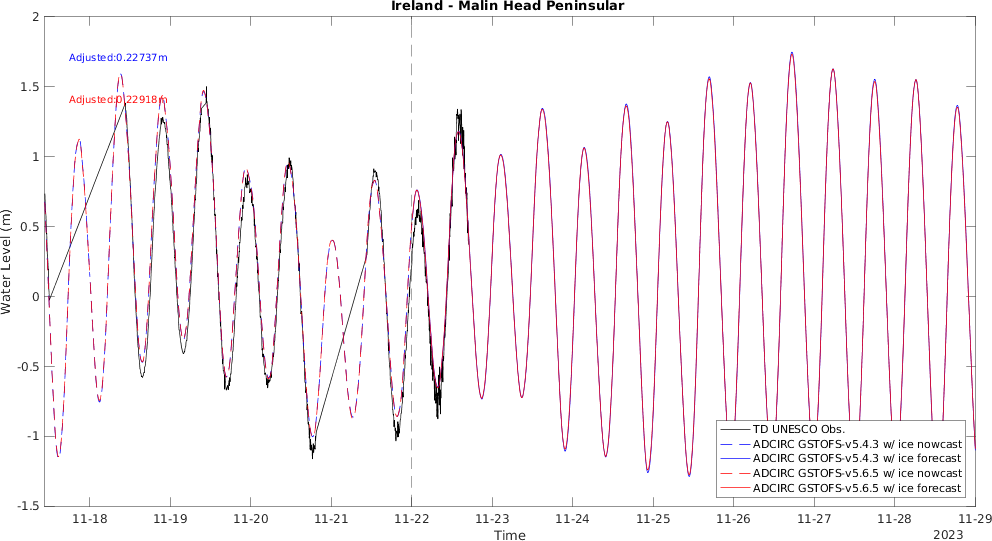 Ireland - Malin Head Peninsular
Water Level (m)
2
1.5
1
0.5
0
-0.5
-1
-1.5
Adjusted:0.22737m
Adjusted:0.22918m
TD UNESCO Obs.
ADCIRC GSTOFS-v5.4.3 w/ ice nowcast
ADCIRC GSTOFS-v5.4.3 w/ ice forecast
ADCIRC GSTOFS-v5.6.5 w/ ice nowcast
ADCIRC GSTOFS-v5.6.5 w/ ice forecast
11-18 11-19 11-20 11-21 11-22 11-23 11-24 11-25 11-26 11-27 11-28 11-29
Time
2023